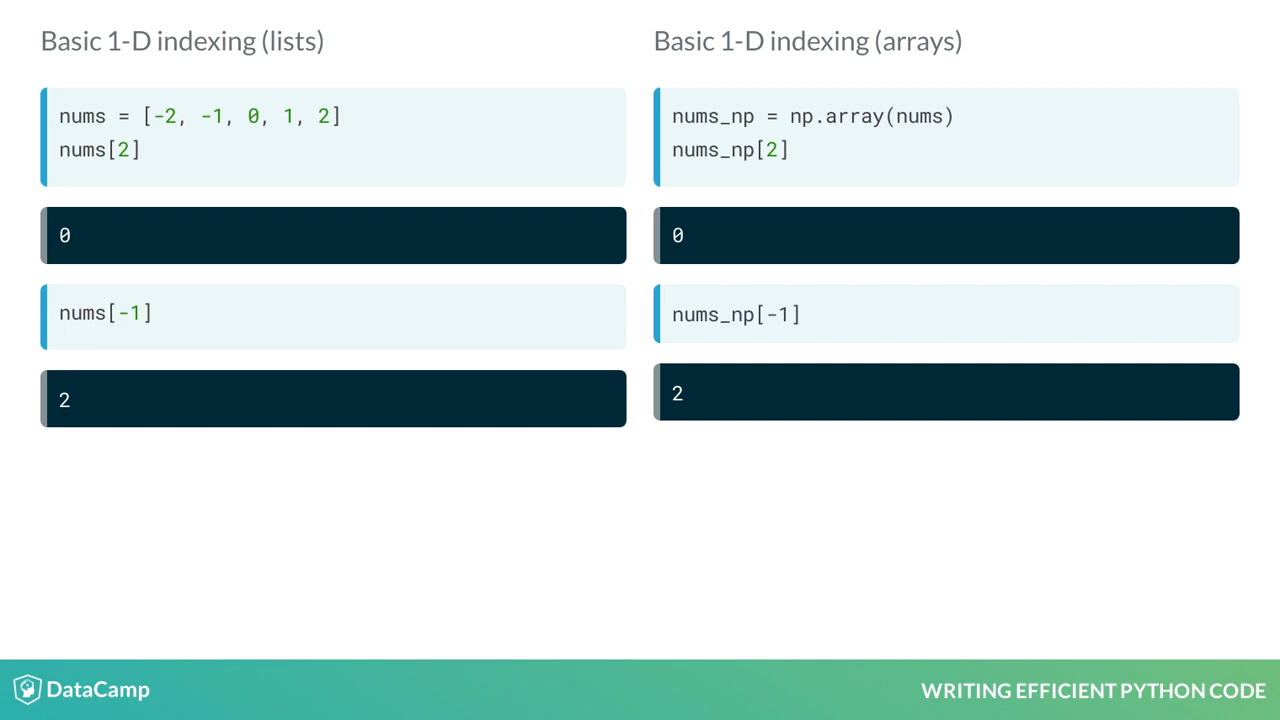 Basic 1-D indexing (lists)
nums = [-2, -1, 0, 1, 2]
nums[2]
0
nums[-1]
2
Basic 1-D indexing (arrays)
nums_np = np.array(nums)
nums_np[2]
0
nums_np[-1]
2
DataCamp
WRITING EFFICIENT PYTHON CODE